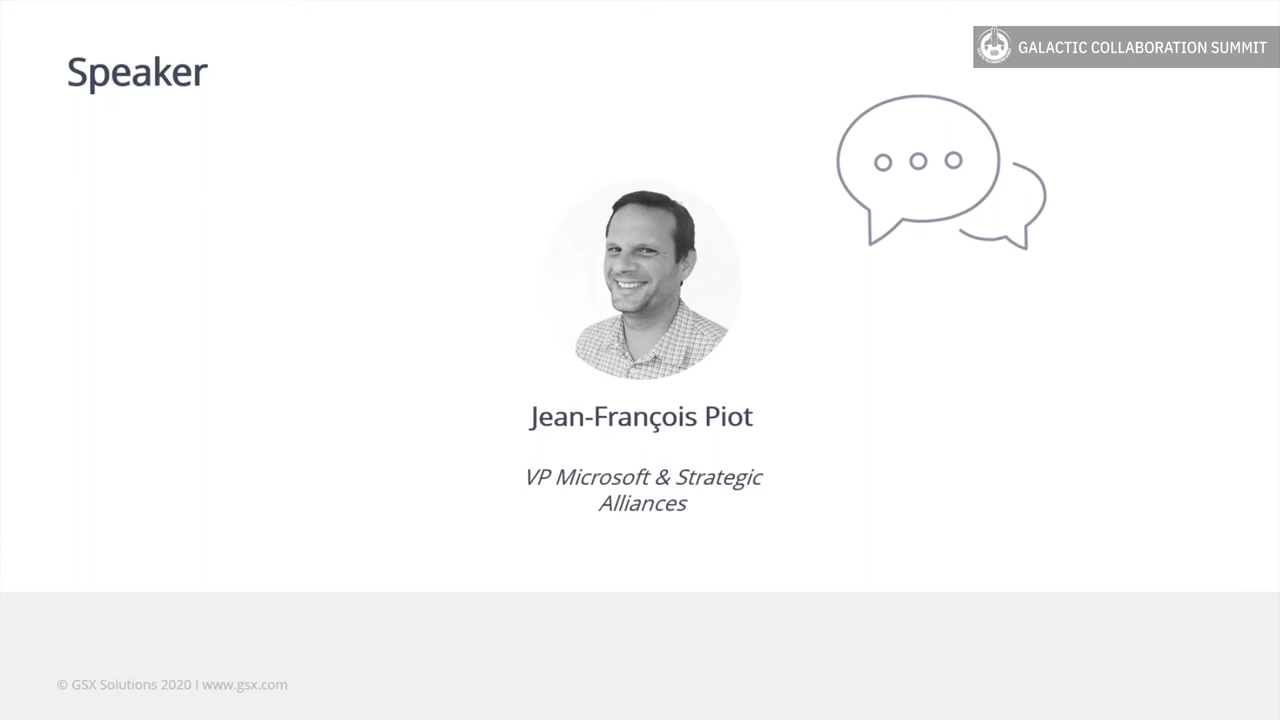 GALACTIC COLLABORATION SUMMIT
Speaker
Jean-François Piot
VP Microsoft & Strategic
Alliances
© GSX Solutions 2020 I www.gsx.com